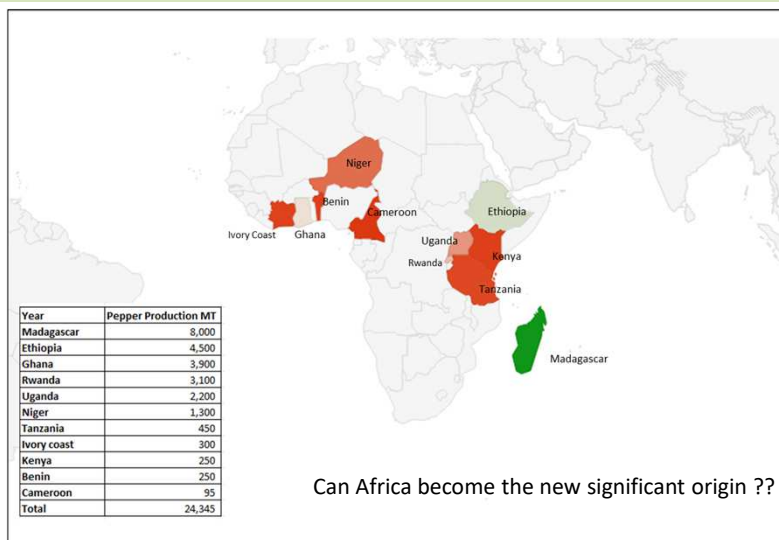 Niger
Benin
Cameroon
Ethiopia
Ivory Coast
Ghana
Uganda
Kenya
Rwanda
Tanzania
Madagascar
Year Pepper Production MT
Madagascar 8,000
Ethiopia 4,500
Ghana 3,900
Rwanda 3,100
Uganda 2,200
Niger 1,300
Tanzania 450
Ivory coast 300
Kenya 250
Benin 250
Cameroon 95
Total 24,345
Can Africa become the new significant origin ??